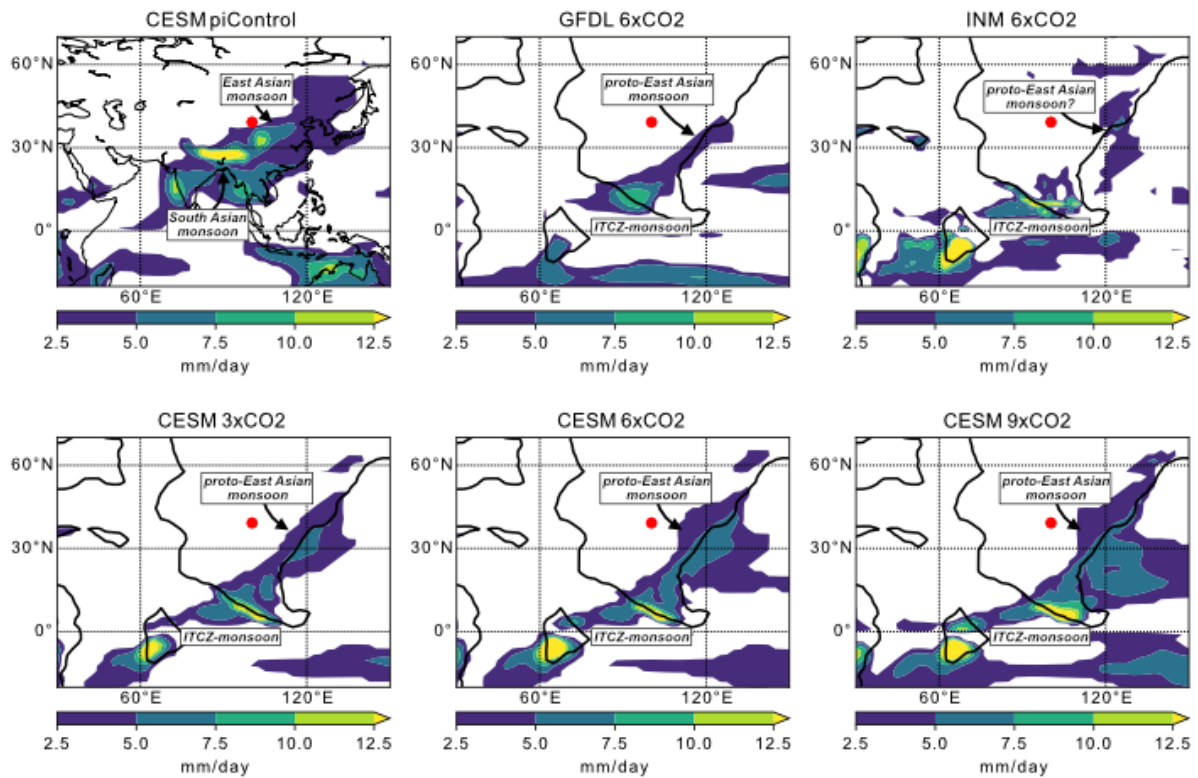 CESM piControl
GFDL 6xCO2
INM 6xCO2
60°N
30°N
0°
East Asian
monsoon
South Asian
monsoon
60°E
120°E
2.5 5.0 7.5 10.0 12.5
mm/day
60°N
30°N
0°
proto-East Asian
monsoon
ITCZ-monsoon
60°E
120°E
2.5 5.0 7.5 10.0 12.5
mm/day
60°N
30°N
0°
proto-East Asian
monsoon?
ITCZ-monsoon
60°E
120°E
2.5 5.0 7.5 10.0 12.5
mm/day
CESM 3xCO2
CESM 6xCO2
CESM 9xCO2
60°N
30°N
0°
proto-East Asian
monsoon
ITCZ-monsoon
60°E
120°E
2.5 5.0 7.5 10.0 12.5
mm/day
60°N
30°N
0°
proto-East Asian
monsoon
ITCZ-monsoon
60°E
120°E
2.5 5.0 7.5 10.0 12.5
mm/day
60°N
30°N
0°
proto-East Asian
monsoon
ITCZ-monsoon
60°E
120°E
2.5 5.0 7.5 10.0 12.5
mm/day